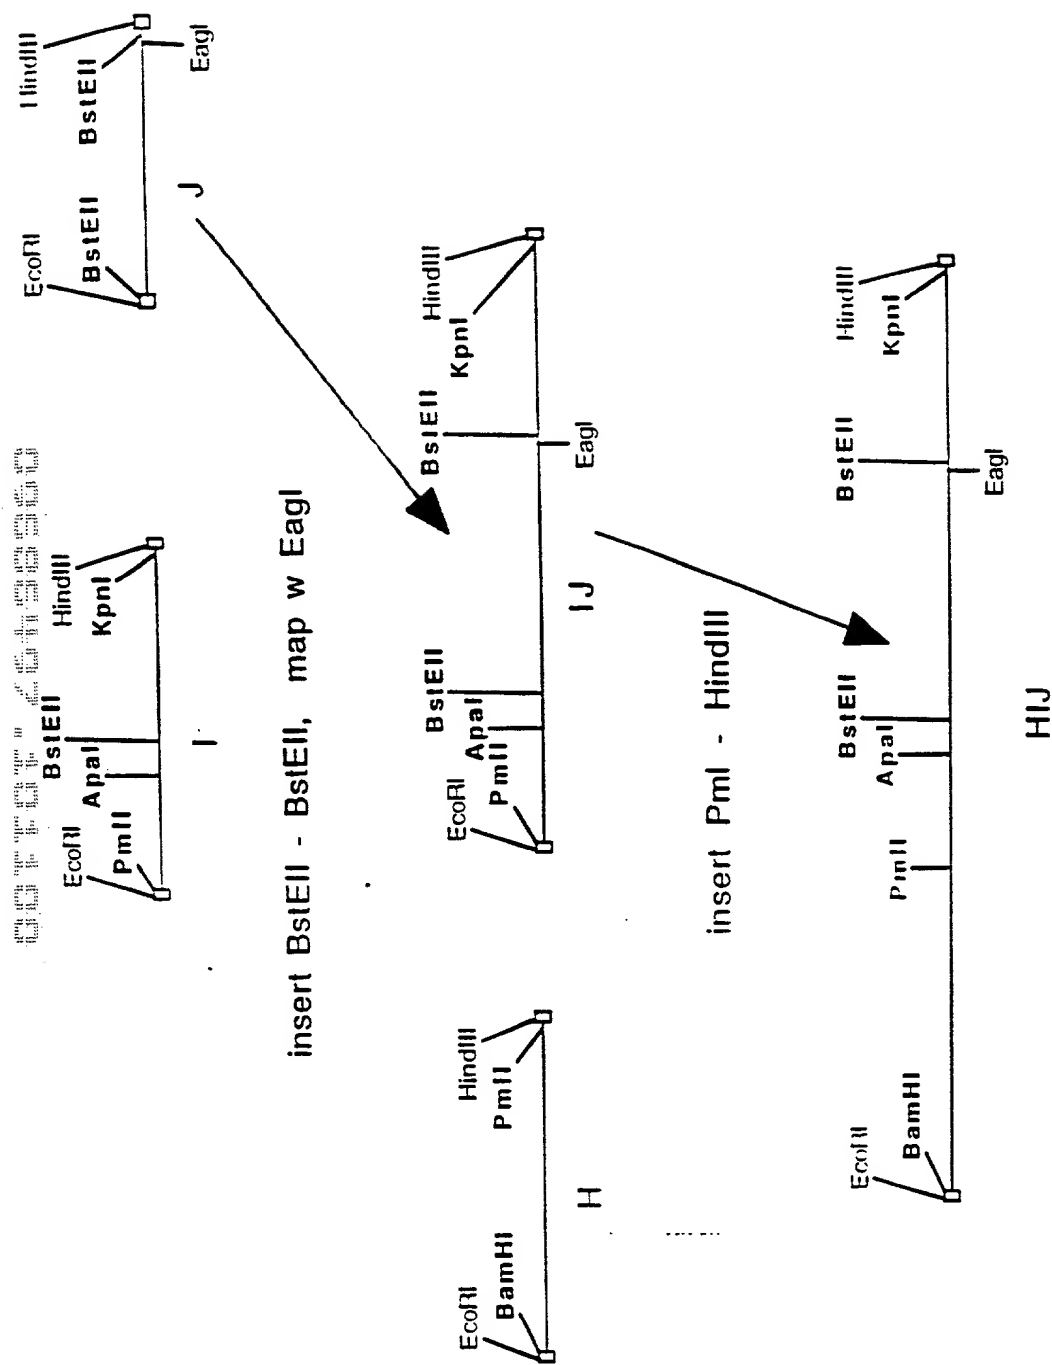 EcoRI HindIII
EcoRI BstEII HindIII
BstEII BstEII
PmlI ApaI KpnI
EagI
I J
insert BstEII - BstEII, map w EagI
EcoRI HindIII EcoRI BstEII BstEII HindIII
BamHI PmlI PmlI ApaI KpnI
EagI
H IJ
insert PmI - HindIII
EcoRI BstEII BstEII HindIII
BamHI PmlI ApaI KpnI
EagI
HIJ